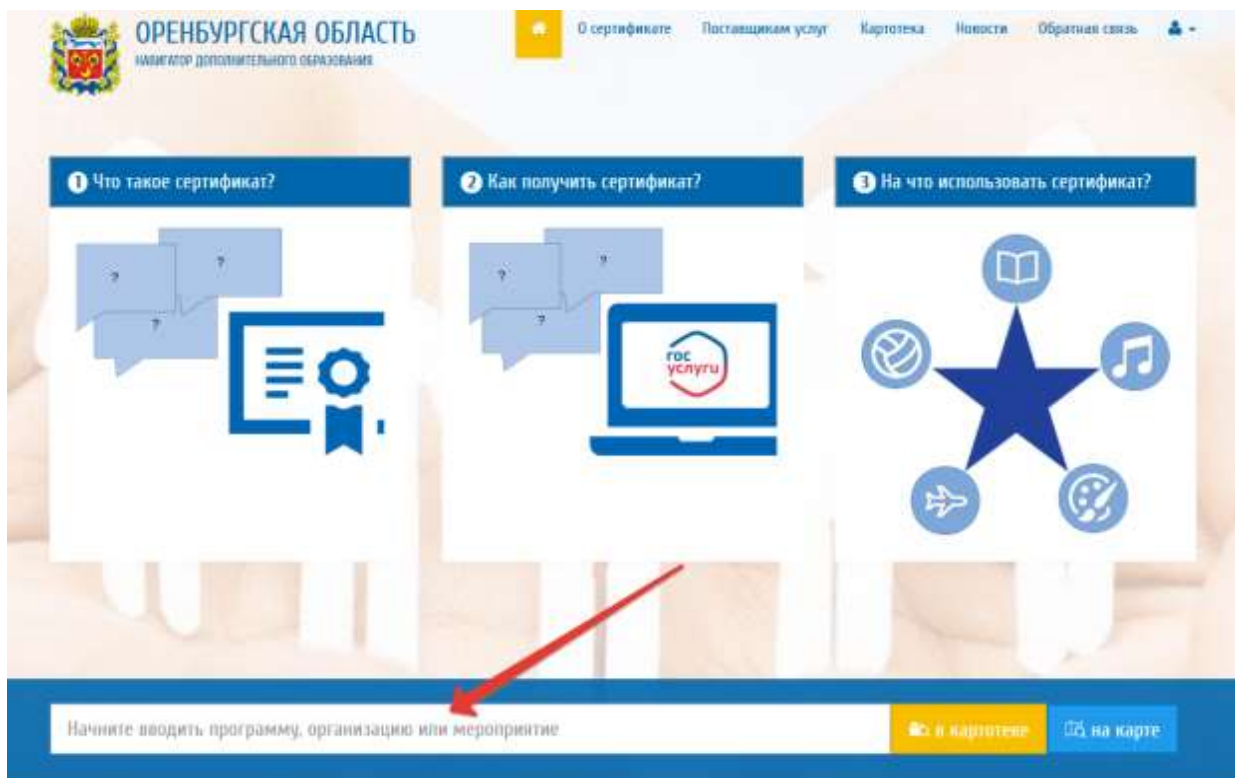 ОРЕНБУРГСКАЯ ОБЛАСТЬ
НАВИГАТОР ДОПОЛНИТЕЛЬНОГО ОБРАЗОВАНИЯ
О сертификате Поставщикам услуг Картотека Новости Обратная связь
1 Что такое сертификат?
2 Как получить сертификат?
3 На что использовать сертификат?
? ? ?
? ? ?
гос
услуги
Начните вводить программу, организацию или мероприятие
в картотеке
на карте